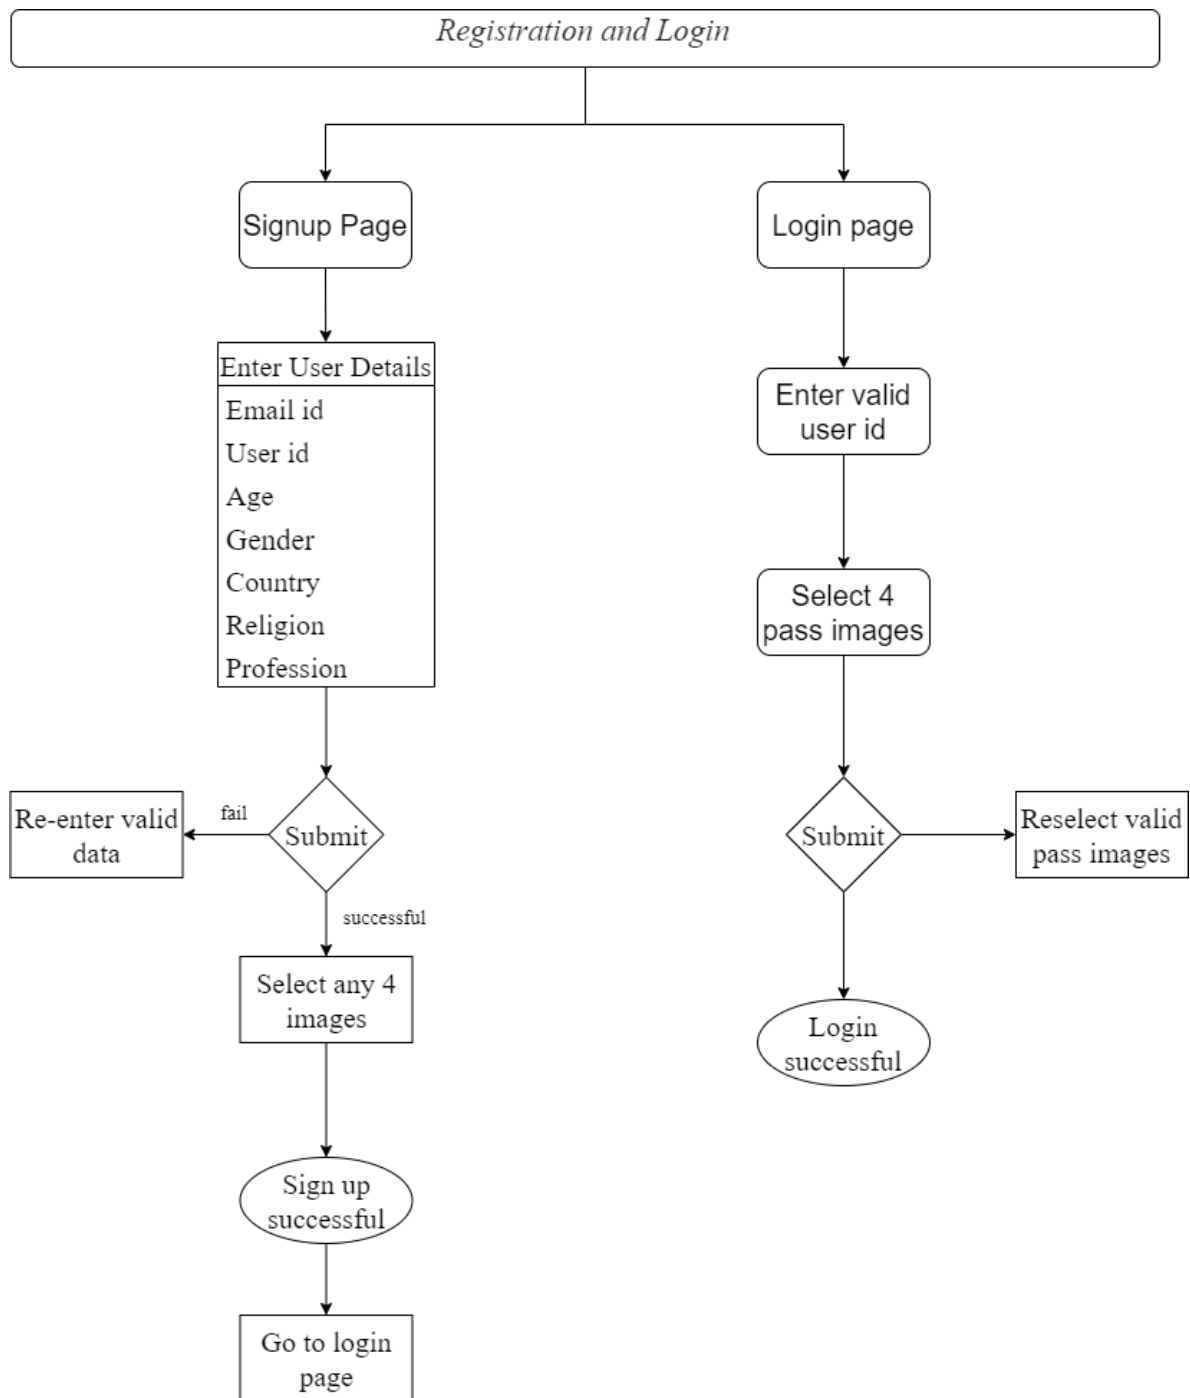 Registration and Login
Signup Page
Enter User Details
Email id
User id
Age
Gender
Country
Religion
Profession
fail
Submit
Re-enter valid
data
successful
Select any 4
images
Sign up
successful
Go to login
page
Login page
Enter valid
user id
Select 4
pass images
Submit
Reselect valid
pass images
Login
successful